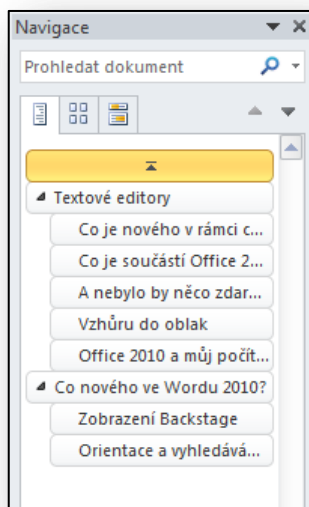 Navigace
Prohledat dokument
Textové editory
Co je nového v rámci c...
Co je součástí Office 2...
A nebylo by něco zdar...
Vzhůru do oblak
Office 2010 a můj počít...
Co nového ve Wordu 2010?
Zobrazení Backstage
Orientace a vyhledává...